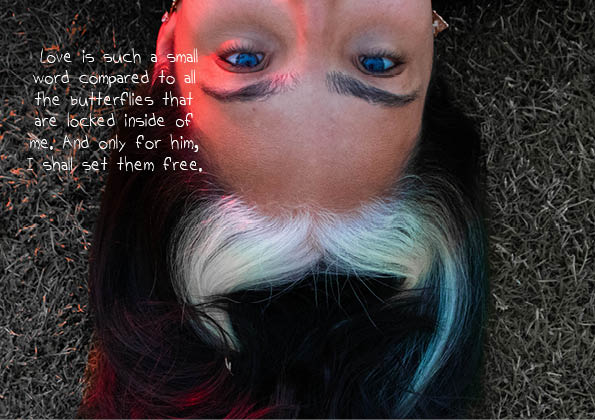 Love is such a small
word compared to all
the butterflies that
are locked inside of
me. And only for him,
I shall set them free.